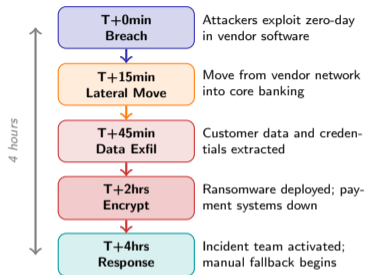 T+0min
Breach
Attackers exploit zero-day
in vendor software
T+15min
Lateral Move
Move from vendor network
into core banking
T+45min
Data Exfil
Customer data and creden-
tials extracted
T+2hrs
Encrypt
Ransomware deployed; pay-
ment systems down
T+4hrs
Response
Incident team activated;
manual fallback begins
4 hours